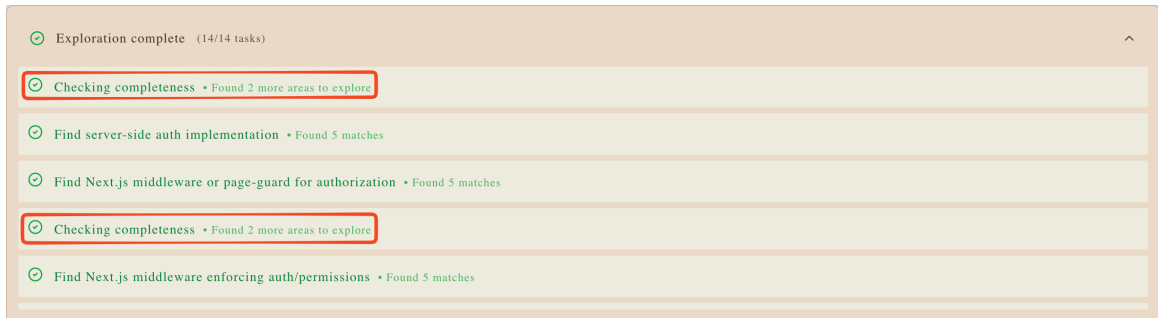 Exploration complete (14/14 tasks)
Checking completeness • Found 2 more areas to explore
Find server-side auth implementation • Found 5 matches
Find Next.js middleware or page-guard for authorization • Found 5 matches
Checking completeness • Found 2 more areas to explore
Find Next.js middleware enforcing auth/permissions • Found 5 matches